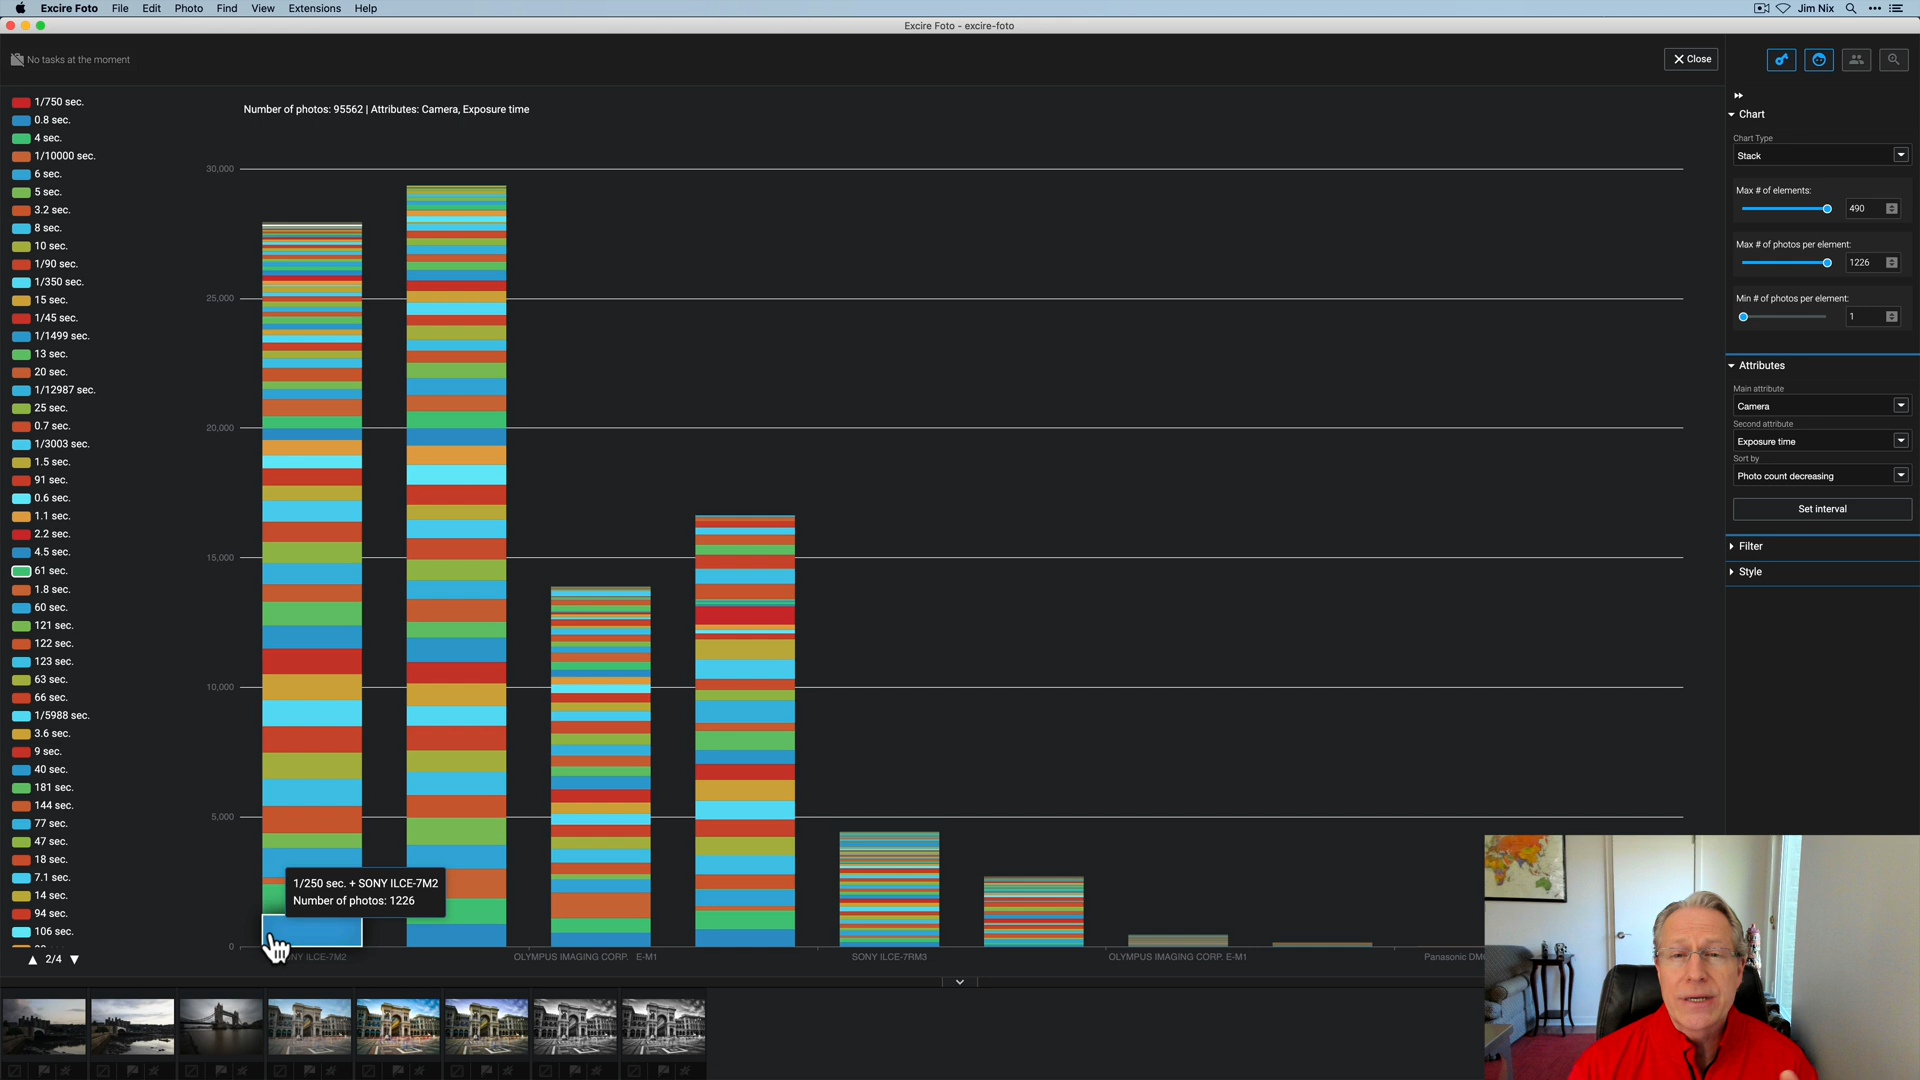 Excire Foto File Edit Photo Find View Extensions Help
Jim Nix
Excire Foto - excire-foto
No tasks at the moment
Close
Number of photos: 95562 | Attributes: Camera, Exposure time
1/750 sec.
0.8 sec.
4 sec.
1/10000 sec.
6 sec.
5 sec.
3.2 sec.
8 sec.
10 sec.
1/90 sec.
1/350 sec.
15 sec.
1/45 sec.
1/1499 sec.
13 sec.
20 sec.
1/12987 sec.
25 sec.
0.7 sec.
1/3003 sec.
1.5 sec.
91 sec.
0.6 sec.
1.1 sec.
2.2 sec.
4.5 sec.
61 sec.
1.8 sec.
60 sec.
121 sec.
122 sec.
123 sec.
63 sec.
66 sec.
1/5988 sec.
3.6 sec.
9 sec.
40 sec.
181 sec.
144 sec.
77 sec.
47 sec.
18 sec.
7.1 sec.
14 sec.
94 sec.
106 sec.
2/4
30,000
25,000
20,000
15,000
10,000
5,000
0
1/250 sec. + SONY ILCE-7M2
Number of photos: 1226
NY ILCE-7M2
OLYMPUS IMAGING CORP. E-M1
SONY ILCE-7RM3
OLYMPUS IMAGING CORP. E-M1
Panasonic DM
Chart
Chart Type
Stack
Max # of elements:
490
Max # of photos per element:
1226
Min # of photos per element:
1
Attributes
Main attribute
Camera
Second attribute
Exposure time
Sort by
Photo count decreasing
Set interval
Filter
Style